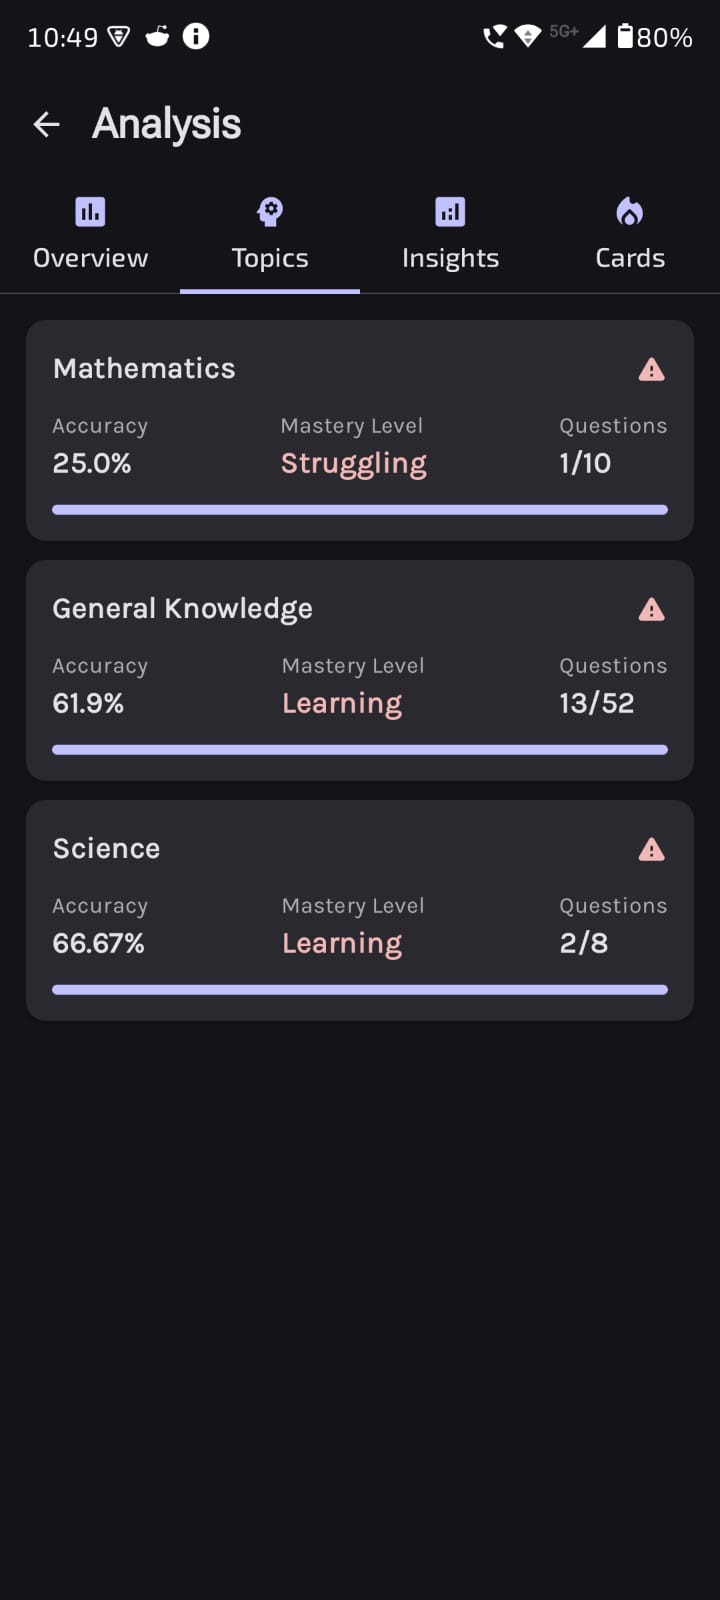 10:49 5G+ 80%
Analysis
Overview Topics Insights Cards
Mathematics
Accuracy Mastery Level Questions
25.0% Struggling 1/10
General Knowledge
Accuracy Mastery Level Questions
61.9% Learning 13/52
Science
Accuracy Mastery Level Questions
66.67% Learning 2/8